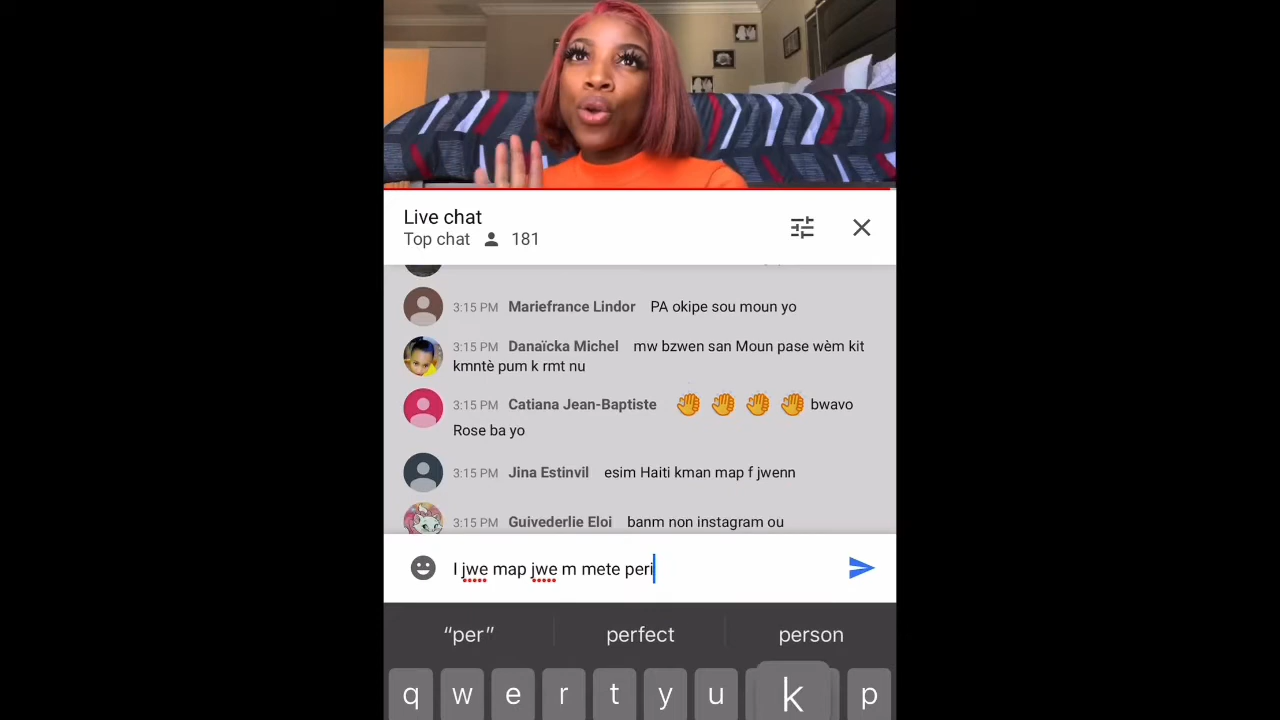 Live chat
Top chat 181
3:15 PM Mariefrance Lindor PA okipe sou moun yo
3:15 PM Danaïcka Michel mw bzwen san Moun pase wèm kit
kmntè pum k rmt nu
3:15 PM Catiana Jean-Baptiste bwavo
Rose ba yo
3:15 PM Jina Estinvil esim Haiti kman map f jwenn
3:15 PM Guivederlie Eloi banm non instagram ou
I jwe map jwe m mete peri
“per” perfect person
q w e r t y u k p